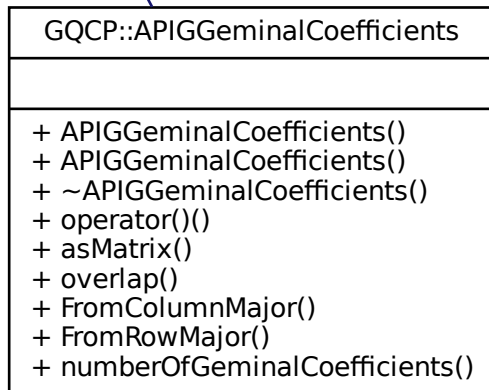 GQCP::APIGGeminalCoefficients
+ APIGGeminalCoefficients()
+ APIGGeminalCoefficients()
+ ~APIGGeminalCoefficients()
+ operator()()
+ asMatrix()
+ overlap()
+ FromColumnMajor()
+ FromRowMajor()
+ numberOfGeminalCoefficients()